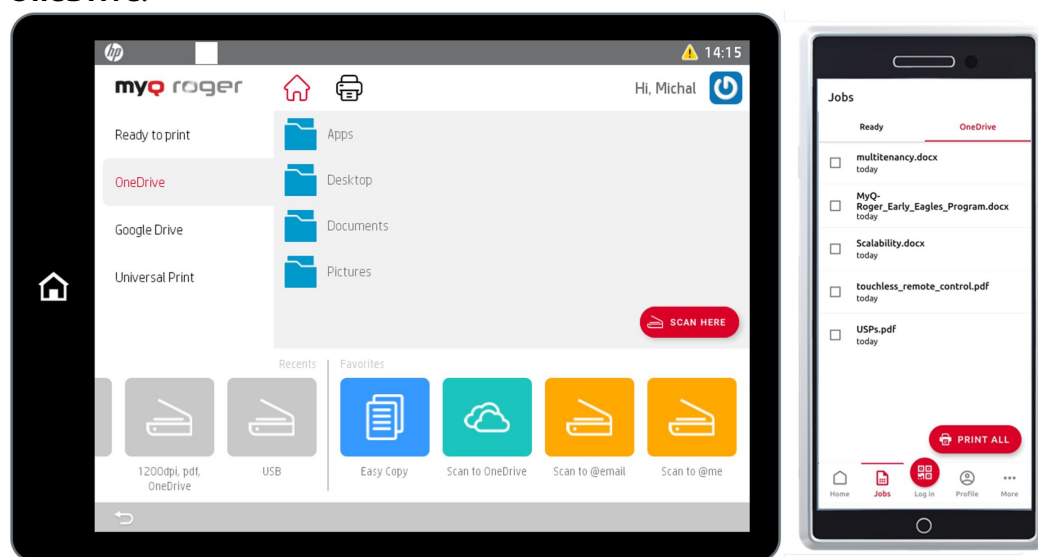 hp
14:15
myQ roger
Hi, Michal
Ready to print
OneDrive
Google Drive
Universal Print
Apps
Desktop
Documents
Pictures
SCAN HERE
Recents
Favorites
1200dpi, pdf,
OneDrive
USB
Easy Copy
Scan to OneDrive
Scan to @email
Scan to @me
Jobs
Ready
OneDrive
multitenancy.docx
today
MyQ-
Roger_Early_Eagles_Program.docx
today
Scalability.docx
today
touchless_remote_control.pdf
today
USPs.pdf
today
PRINT ALL
Home
Jobs
Log in
Profile
More